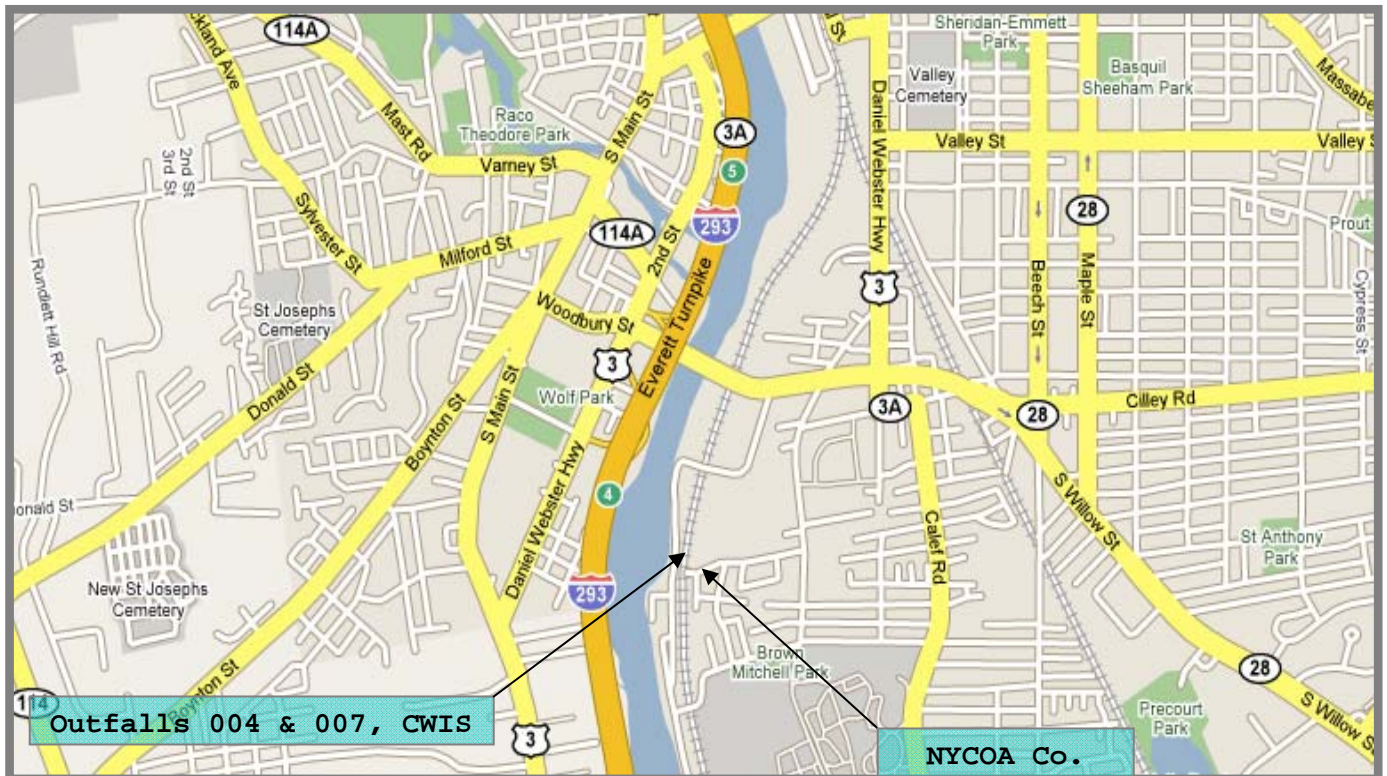 114A
ckland Ave
Mast Rd
Raco
Theodore Park
S Main St
3A
5
Daniel Webster Hwy
Valley
Cemetery
Sheridan-Emmett
Park
Basquil
Sheeham Park
Massabe
Valley St
Valley S
2nd St
3rd St
Varney St
Sylvester St
Milford St
114A
2nd St
293
28
Prout
Rundlett Hill Rd
St Josephs
Cemetery
Woodbury St
Everett Turnpike
3
3
Beech St
Maple St
Cypress St
Donald St
Boynton St
S Main St
Wolf Park
3A
28
Cilley Rd
Daniel Webster Hwy
4
onald St
New St Josephs
Cemetery
293
Calef Rd
S Willow St
St Anthony
Park
Brown
Mitchell Park
28
Precourt
Park
S Willow St
114
Boynton St
Outfalls 004 & 007, CWIS
3
NYCOA Co.